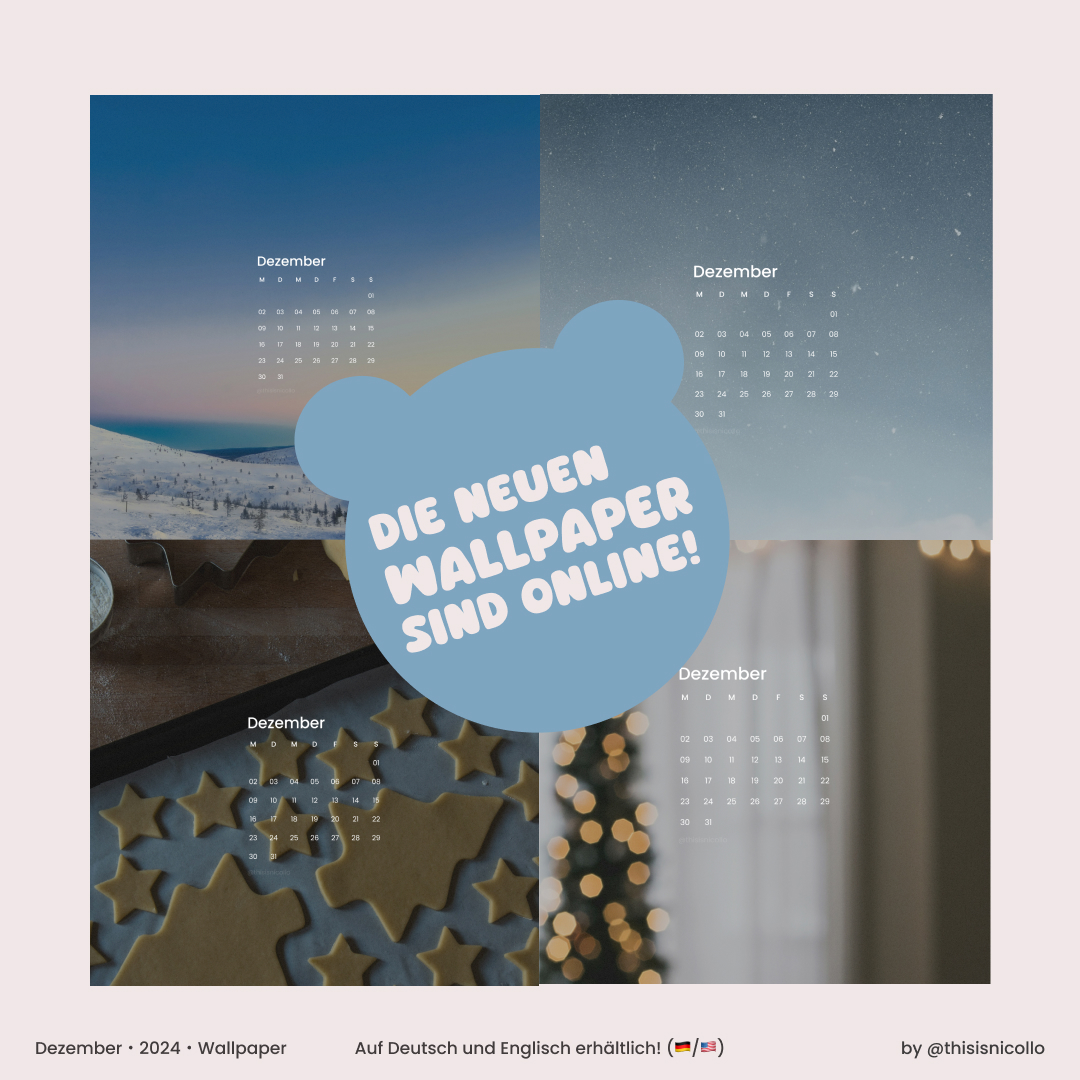 Dezember
M D M D F S S
01
02 03 04 05 06 07 08
09 10 11 12 13 14 15
16 17 18 19 20 21 22
23 24 25 26 27 28 29
30 31
Dezember
M D M D F S S
01
02 03 04 05 06 07 08
09 10 11 12 13 14 15
16 17 18 19 20 21 22
23 24 25 26 27 28 29
30 31
DIE NEUEN
WALLPAPER
SIND ONLINE!
Dezember
M D M D F S S
01
02 03 04 05 06 07 08
09 10 11 12 13 14 15
16 17 18 19 20 21 22
23 24 25 26 27 28 29
30 31
Dezember
M D M D F S S
01
02 03 04 05 06 07 08
09 10 11 12 13 14 15
16 17 18 19 20 21 22
23 24 25 26 27 28 29
30 31
Dezember • 2024 • Wallpaper
Auf Deutsch und Englisch erhältlich! (🇩🇪/🇺🇸)
by @thisisnicollo